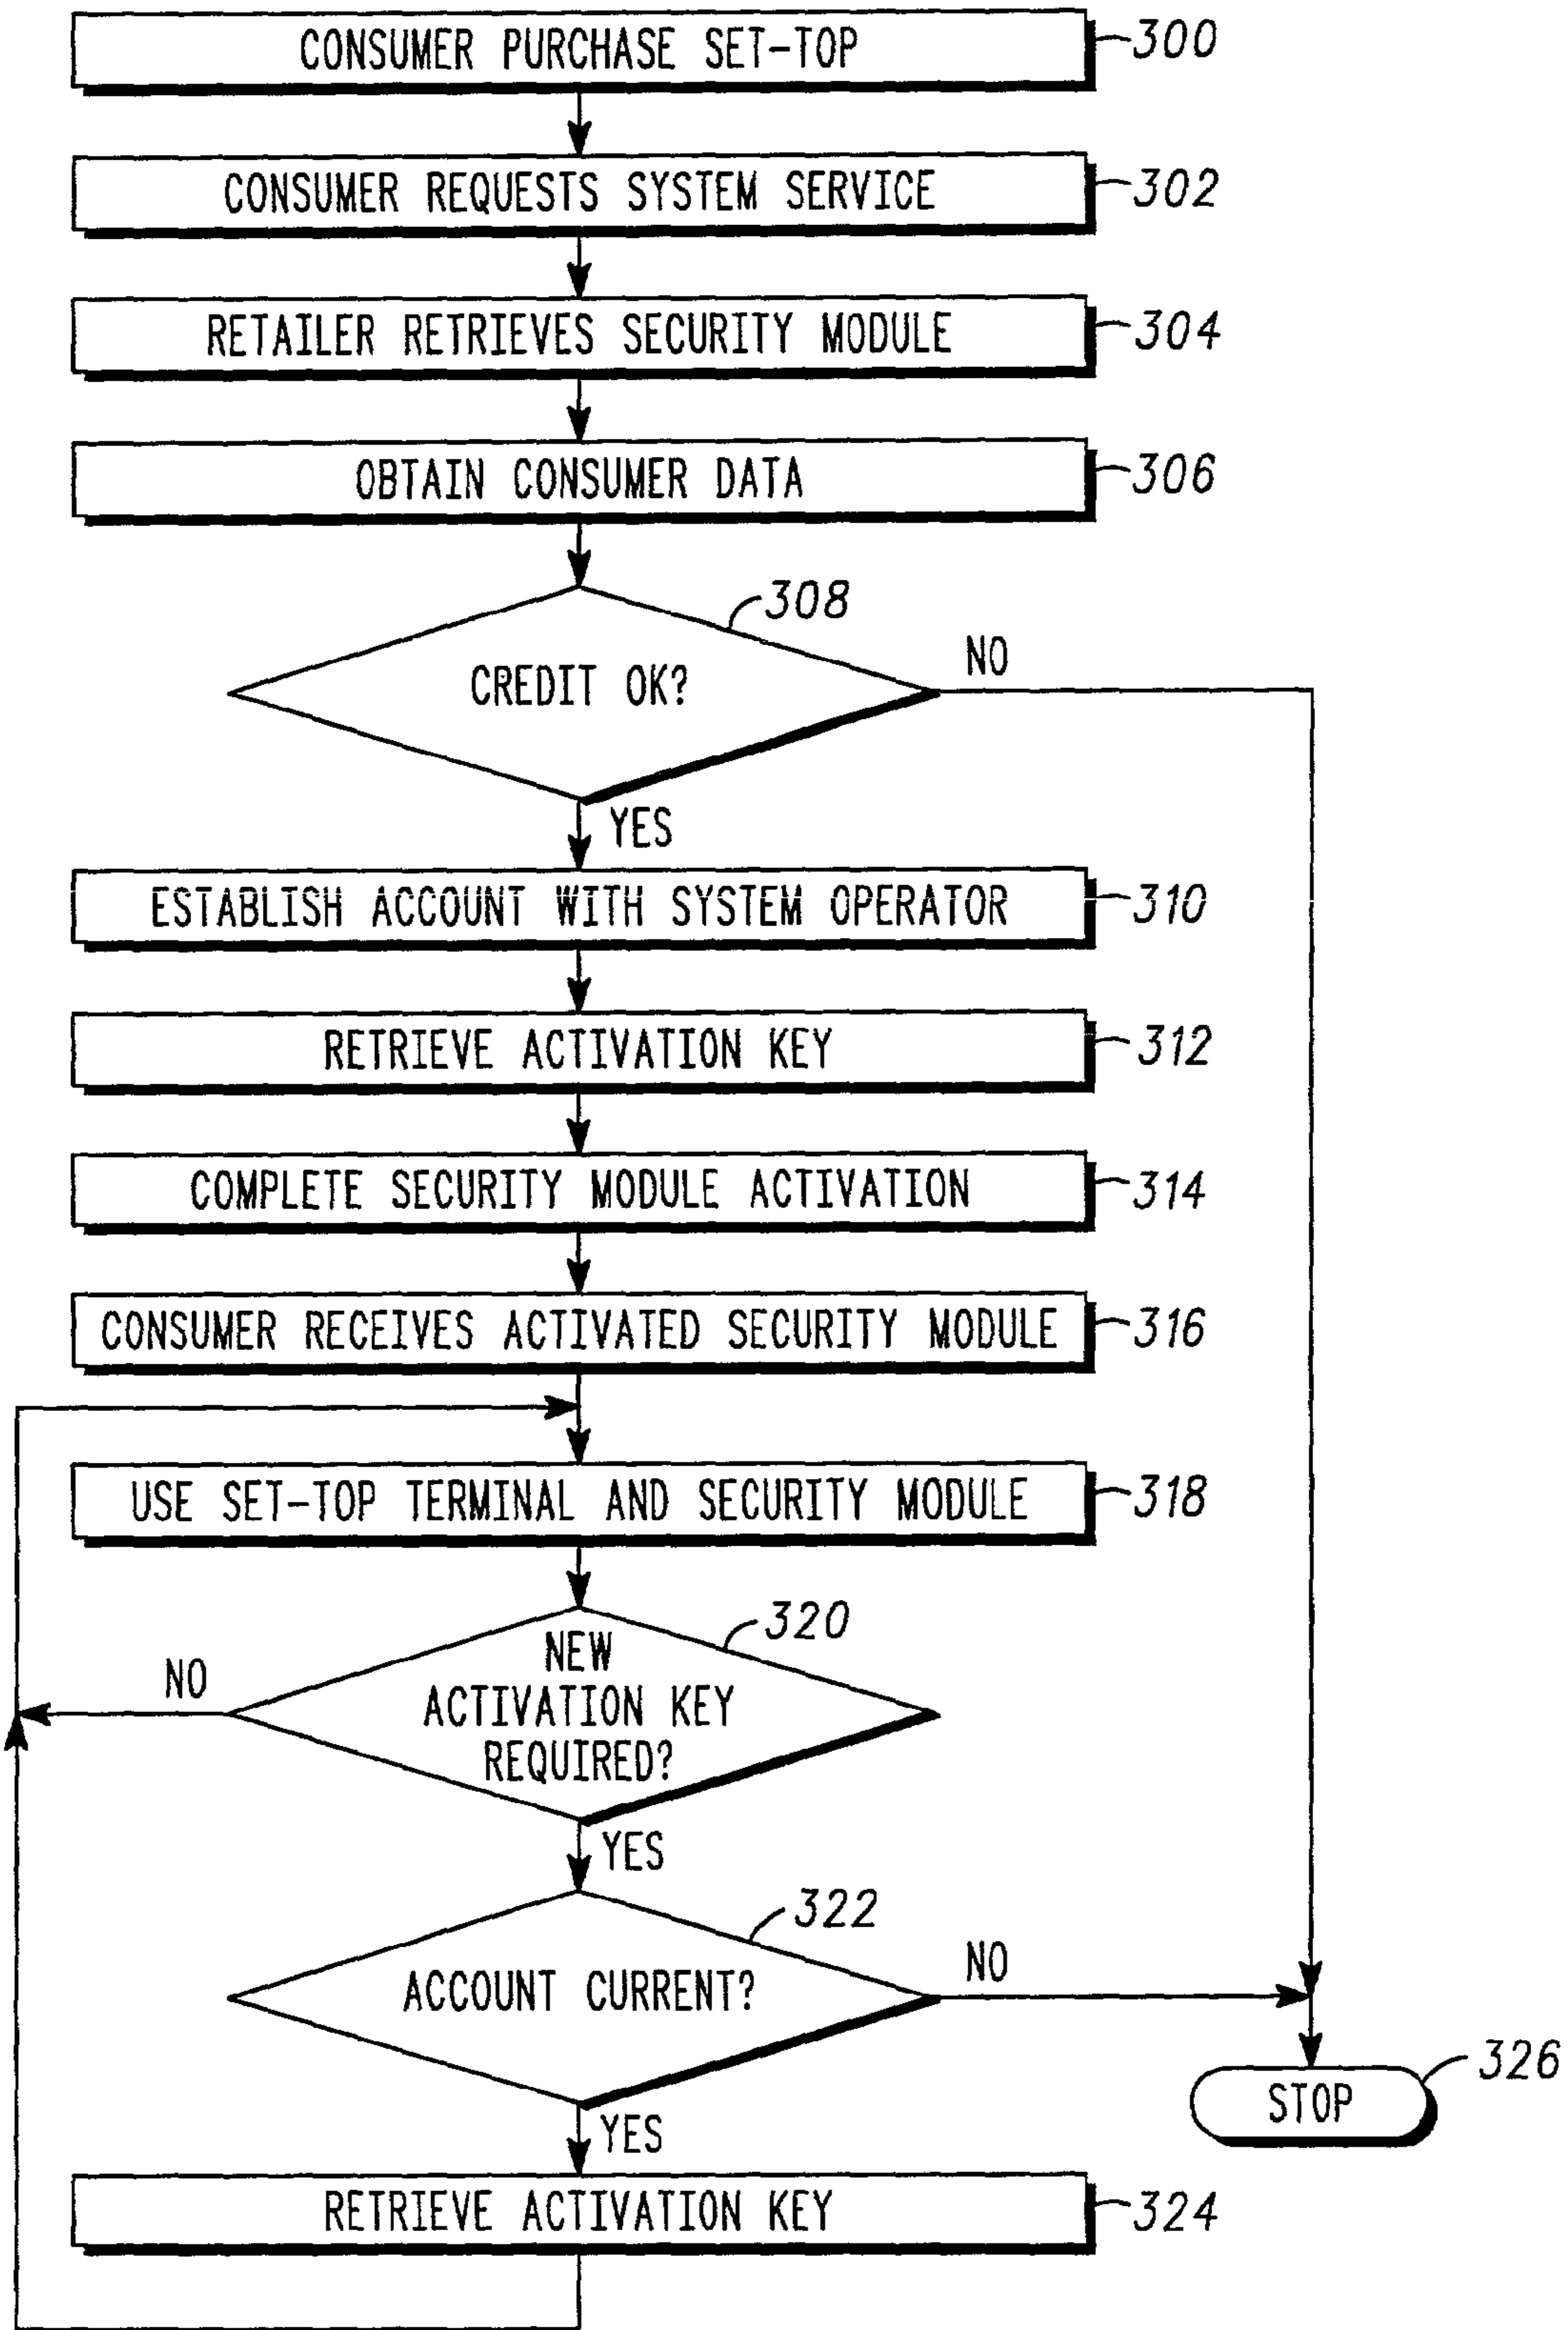 CONSUMER PURCHASE SET-TOP
300
CONSUMER REQUESTS SYSTEM SERVICE
302
RETAILER RETRIEVES SECURITY MODULE
304
OBTAIN CONSUMER DATA
306
308
CREDIT OK?
NO
YES
ESTABLISH ACCOUNT WITH SYSTEM OPERATOR
310
RETRIEVE ACTIVATION KEY
312
COMPLETE SECURITY MODULE ACTIVATION
314
CONSUMER RECEIVES ACTIVATED SECURITY MODULE
316
USE SET-TOP TERMINAL AND SECURITY MODULE
318
320
NEW
ACTIVATION KEY
REQUIRED?
NO
YES
322
ACCOUNT CURRENT?
NO
YES
326
STOP
RETRIEVE ACTIVATION KEY
324